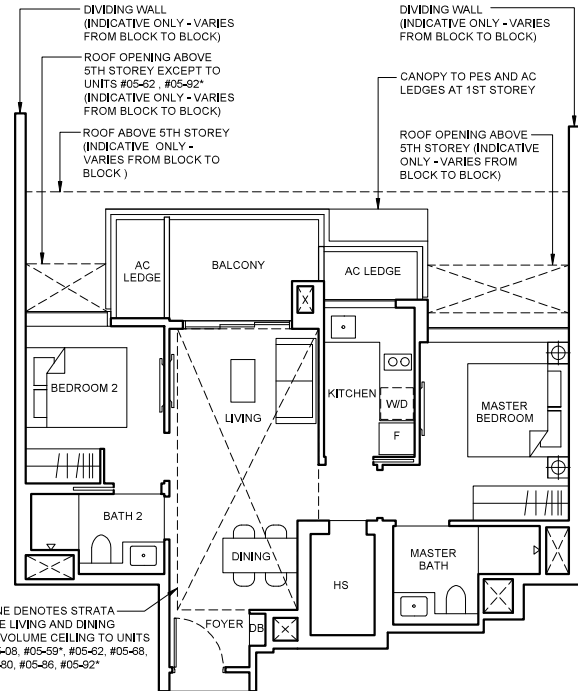 DIVIDING WALL
(INDICATIVE ONLY - VARIES
FROM BLOCK TO BLOCK)
DIVIDING WALL
(INDICATIVE ONLY - VARIES
FROM BLOCK TO BLOCK)
ROOF OPENING ABOVE
5TH STOREY EXCEPT TO
UNITS #05-62 , #05-92*
(INDICATIVE ONLY - VARIES
FROM BLOCK TO BLOCK)
CANOPY TO PES AND AC
LEDGES AT 1ST STOREY
ROOF ABOVE 5TH STOREY
(INDICATIVE ONLY -
VARIES FROM BLOCK TO
BLOCK )
ROOF OPENING ABOVE
5TH STOREY (INDICATIVE
ONLY - VARIES FROM
BLOCK TO BLOCK)
AC
LEDGE
BALCONY
AC LEDGE
X
BEDROOM 2
LIVING
KITCHEN
W/D
F
MASTER
BEDROOM
BATH 2
DINING
HS
MASTER
BATH
FOYER
DB
NE DENOTES STRATA
E LIVING AND DINING
VOLUME CEILING TO UNITS
-08, #05-59*, #05-62, #05-68,
80, #05-86, #05-92*